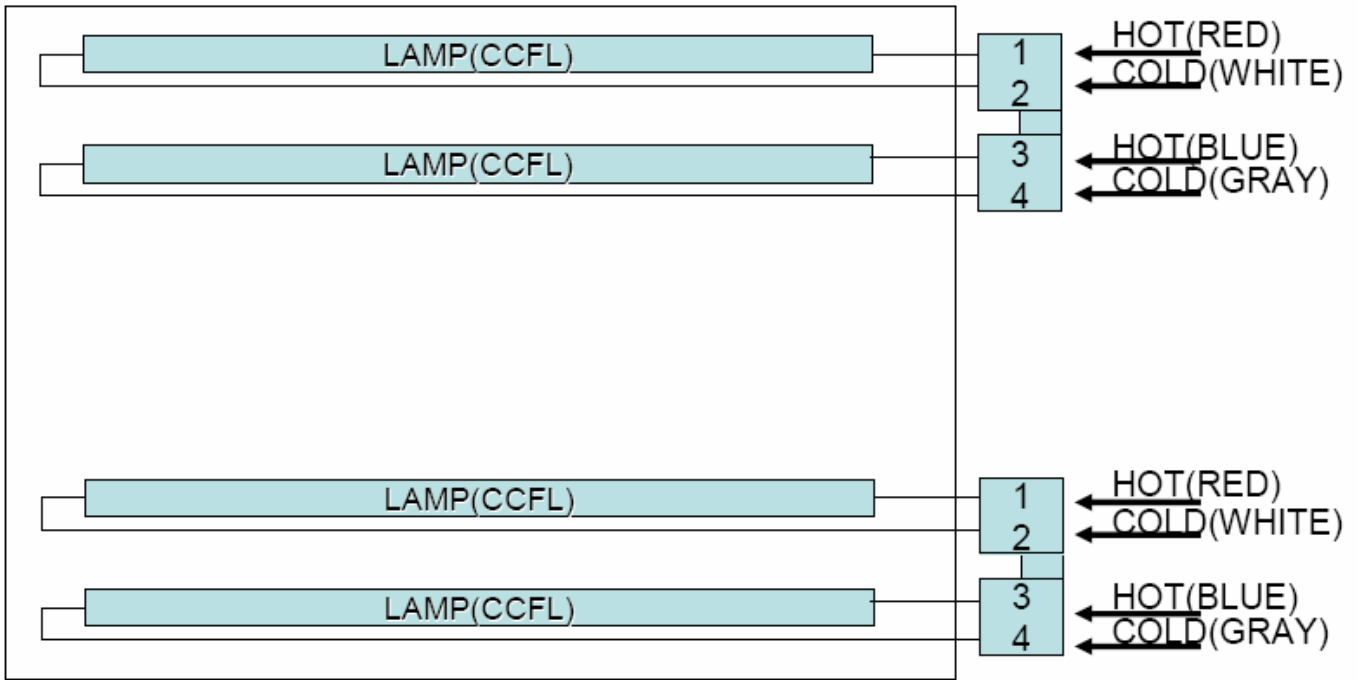 LAMP(CCFL)
1
HOT(RED)
2
COLD(WHITE)
LAMP(CCFL)
3
HOT(BLUE)
4
COLD(GRAY)
LAMP(CCFL)
1
HOT(RED)
2
COLD(WHITE)
LAMP(CCFL)
3
HOT(BLUE)
4
COLD(GRAY)